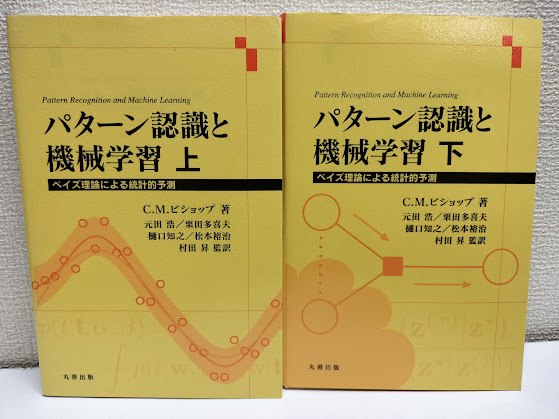 Pattern Recognition and Machine Learning
パターン認識と
機械学習 上
ベイズ理論による統計的予測
C.M.ビショップ 著
元田 浩/栗田多喜夫
樋口知之/松本裕治
村田 昇 監訳
丸善出版
Pattern Recognition and Machine Learning
パターン認識と
機械学習 下
ベイズ理論による統計的予測
C.M.ビショップ 著
元田 浩/栗田多喜夫
樋口知之/松本裕治
村田 昇 監訳
丸善出版